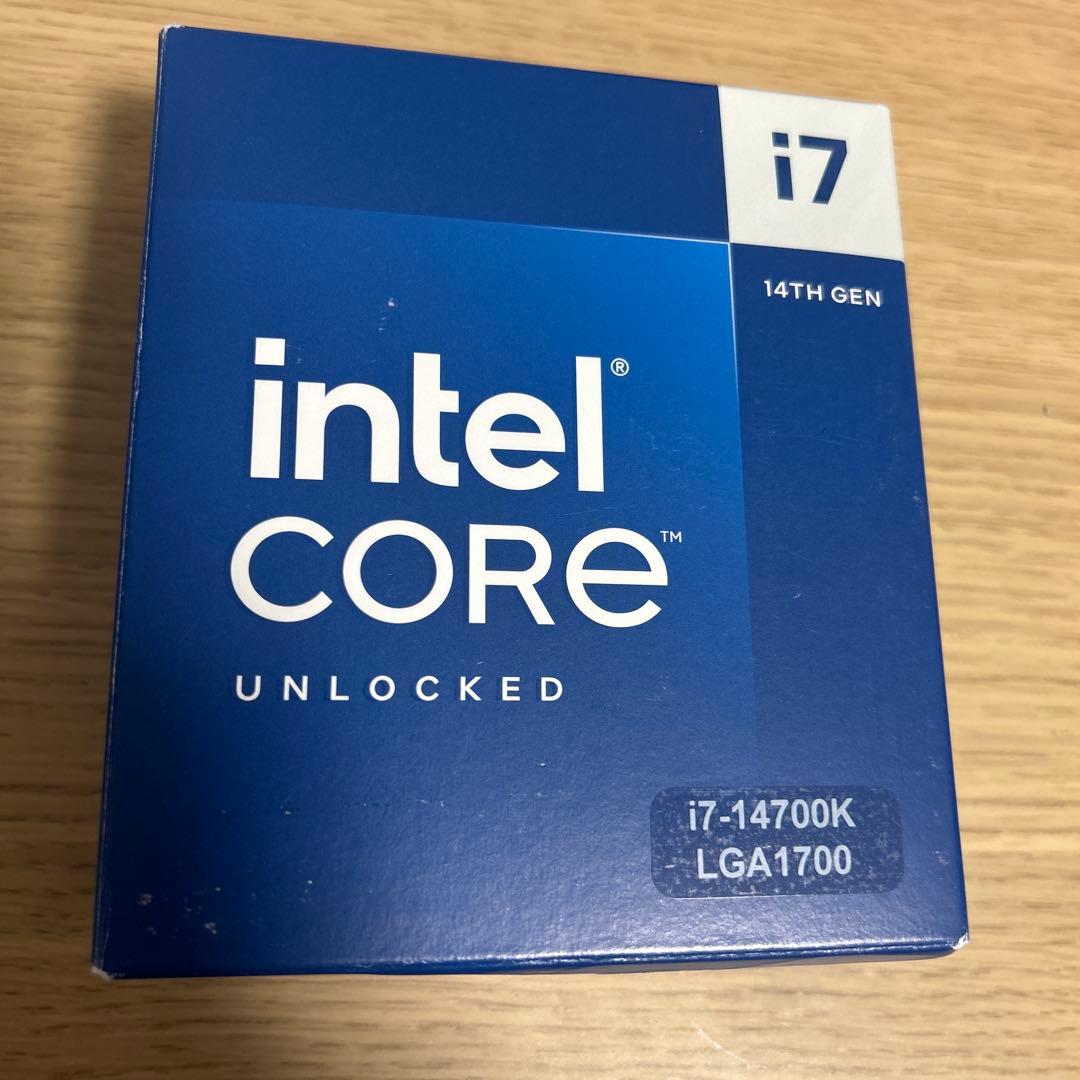 i7
14TH GEN
intel®
CORE™
UNLOCKED
i7-14700K
LGA1700